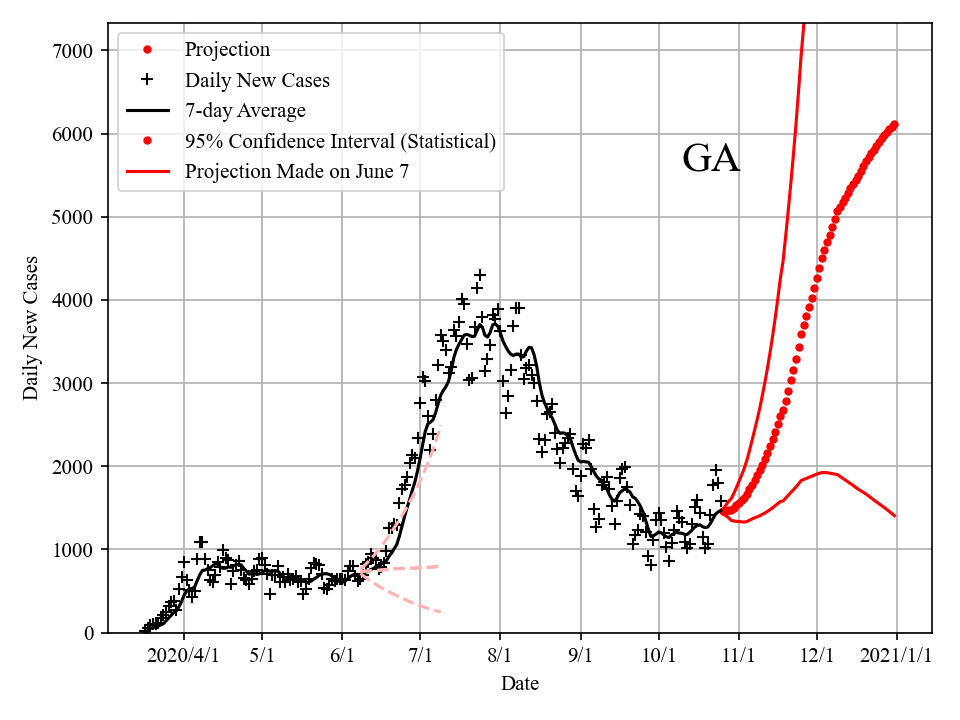 7000
6000
5000
4000
3000
2000
1000
0
Daily New Cases
Projection
Daily New Cases
7-day Average
95% Confidence Interval (Statistical)
Projection Made on June 7
GA
2020/4/1 5/1 6/1 7/1 8/1 9/1 10/1 11/1 12/1 2021/1/1
Date